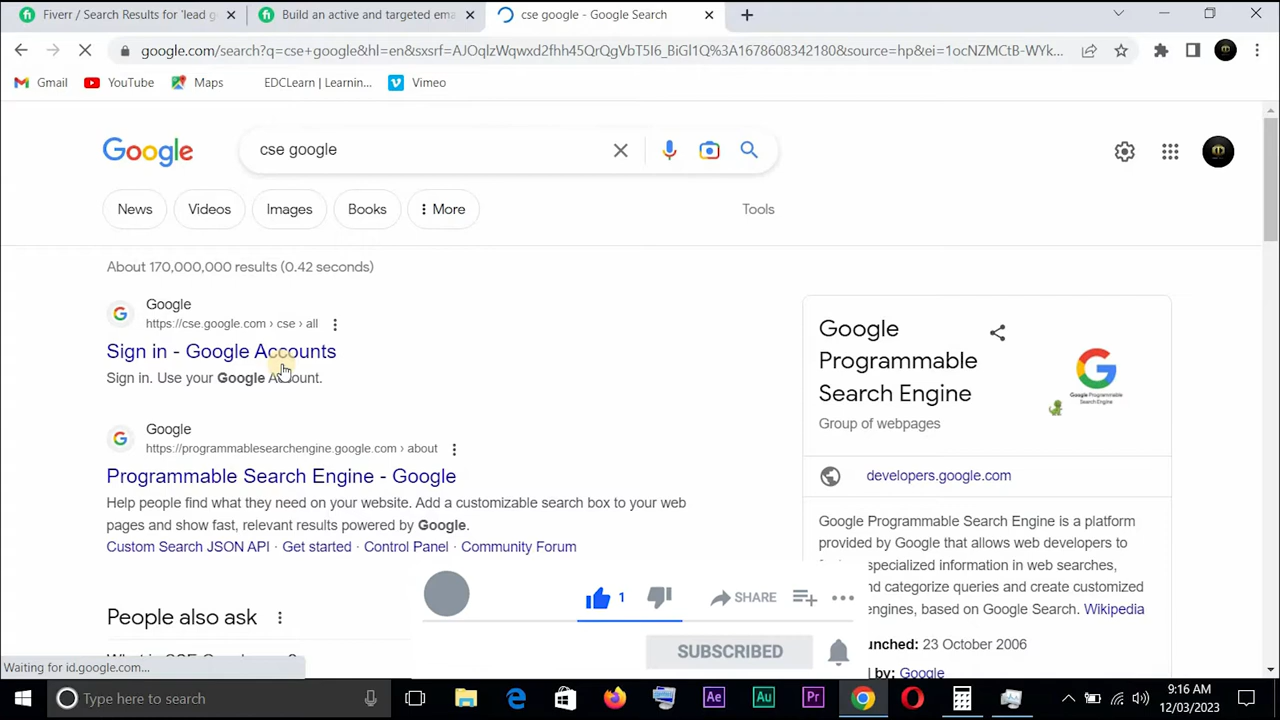 Fiverr / Search Results for 'lead g
Build an active and targeted ema
cse google - Google Search
google.com/search?q=cse+google&hl=en&sxsrf=AJOqlzWqwxd2fhh45QrQgVbT5I6_BiGl1Q%3A1678608342180&source=hp&ei=1ocNZMCtB-WYk...
Gmail
YouTube
Maps
EDCLearn | Learnin...
Vimeo
Google
cse google
News
Videos
Images
Books
More
Tools
About 170,000,000 results (0.42 seconds)
Google
https://cse.google.com › cse › all
Sign in - Google Accounts
Sign in. Use your Google Account.
Google
https://programmablesearchengine.google.com › about
Programmable Search Engine - Google
Help people find what they need on your website. Add a customizable search box to your web
pages and show fast, relevant results powered by Google.
Custom Search JSON API · Get started · Control Panel · Community Forum
People also ask
Google
Programmable
Search Engine
Group of webpages
Google Programmable
Search Engine
developers.google.com
Google Programmable Search Engine is a platform
provided by Google that allows web developers to
specialized information in web searches,
nd categorize queries and create customized
engines, based on Google Search. Wikipedia
unched: 23 October 2006
d by: Google
1
SHARE
SUBSCRIBED
Waiting for id.google.com...
Type here to search
Ae
Au
Pr
9:16 AM
12/03/2023